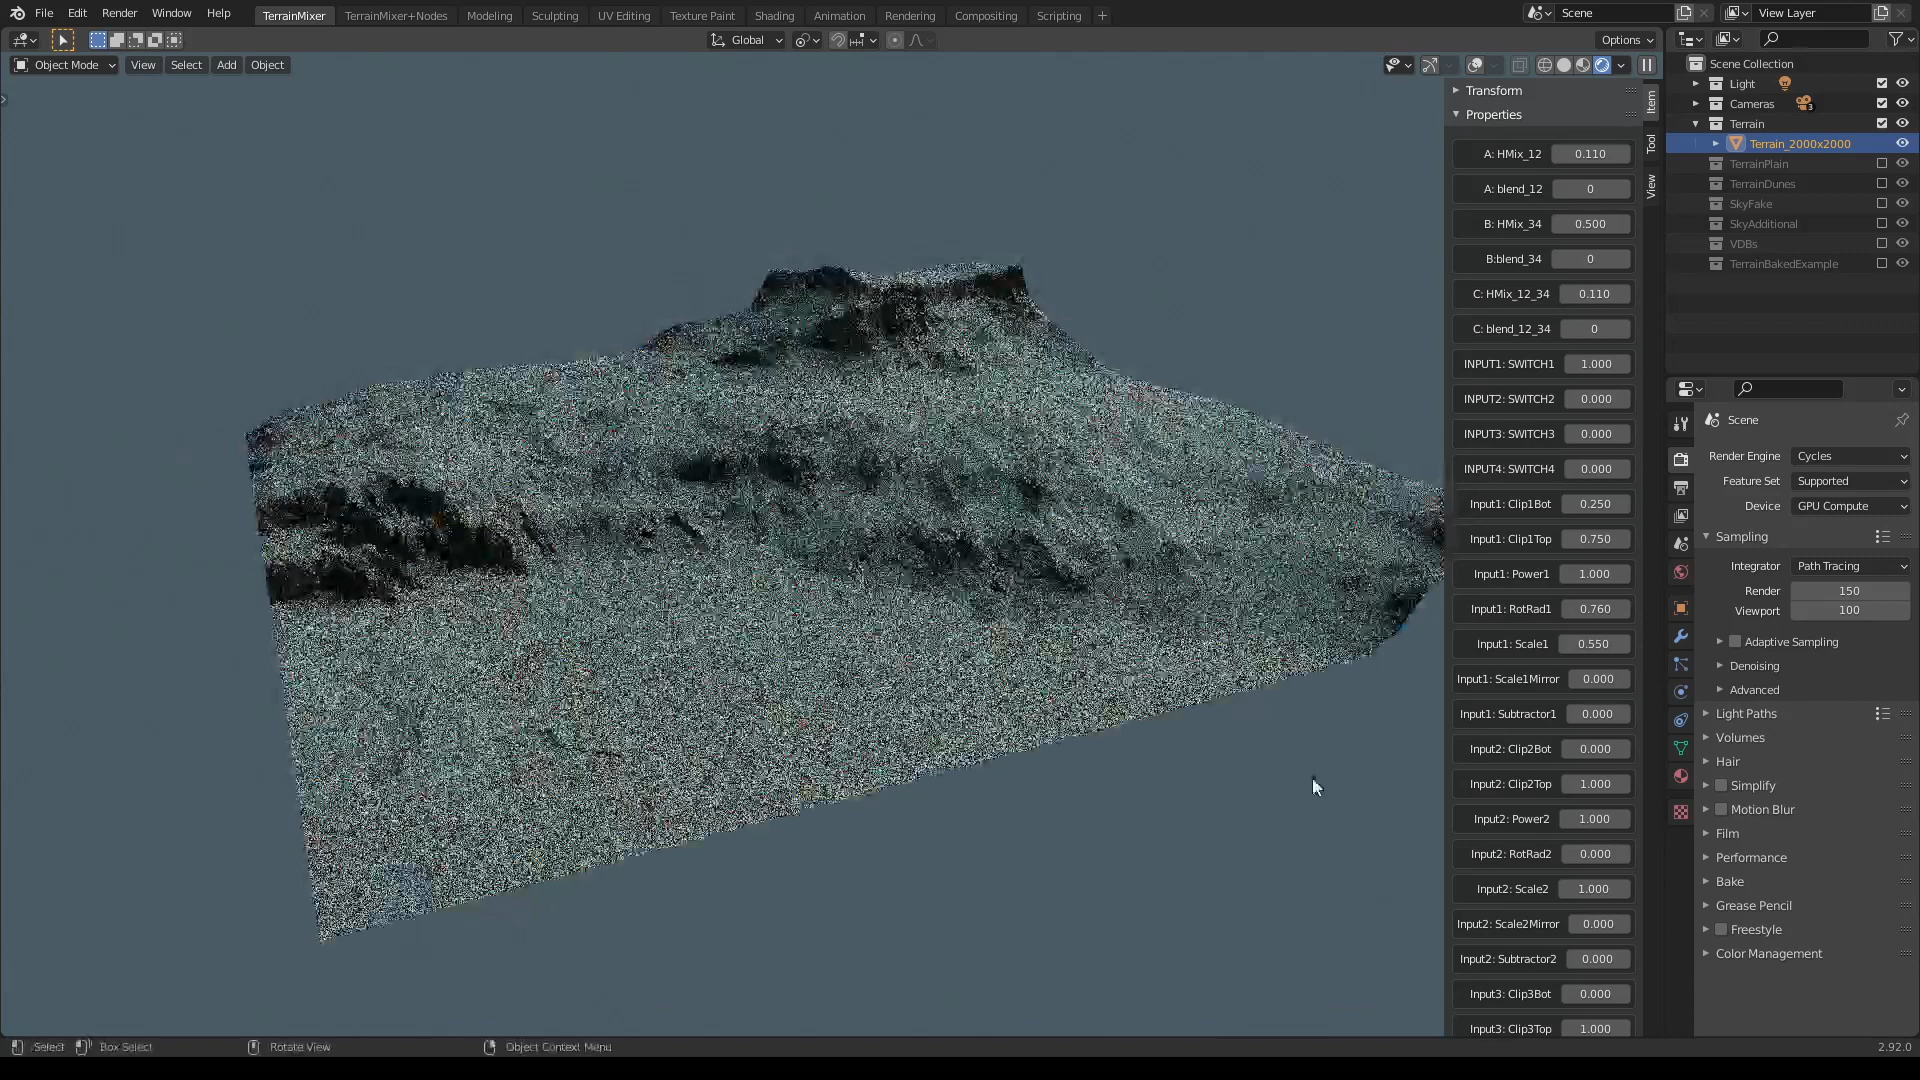 File Edit Render Window Help TerrainMixer TerrainMixer+Nodes Modeling Sculpting UV Editing Texture Paint Shading Animation Rendering Compositing Scripting + Scene View Layer
Global Options
Object Mode View Select Add Object
Transform
Properties
A: HMix_12 0.110
A: blend_12 0
B: HMix_34 0.500
B:blend_34 0
C: HMix_12_34 0.110
C: blend_12_34 0
INPUT1: SWITCH1 1.000
INPUT2: SWITCH2 0.000
INPUT3: SWITCH3 0.000
INPUT4: SWITCH4 0.000
Input1: Clip1Bot 0.250
Input1: Clip1Top 0.750
Input1: Power1 1.000
Input1: RotRad1 0.760
Input1: Scale1 0.550
Input1: Scale1Mirror 0.000
Input1: Subtractor1 0.000
Input2: Clip2Bot 0.000
Input2: Clip2Top 1.000
Input2: Power2 1.000
Input2: RotRad2 0.000
Input2: Scale2 1.000
Input2: Scale2Mirror 0.000
Input2: Subtractor2 0.000
Input3: Clip3Bot 0.000
Input3: Clip3Top 1.000
Item
Tool
View
Scene Collection
Light
Cameras 3
Terrain
Terrain_2000x2000
TerrainPlain
TerrainDunes
SkyFake
SkyAdditional
VDBs
TerrainBakedExample
Scene
Render Engine Cycles
Feature Set Supported
Device GPU Compute
Sampling
Integrator Path Tracing
Render 150
Viewport 100
Adaptive Sampling
Denoising
Advanced
Light Paths
Volumes
Hair
Simplify
Motion Blur
Film
Performance
Bake
Grease Pencil
Freestyle
Color Management
Select Box Select Rotate View Object Context Menu 2.92.0